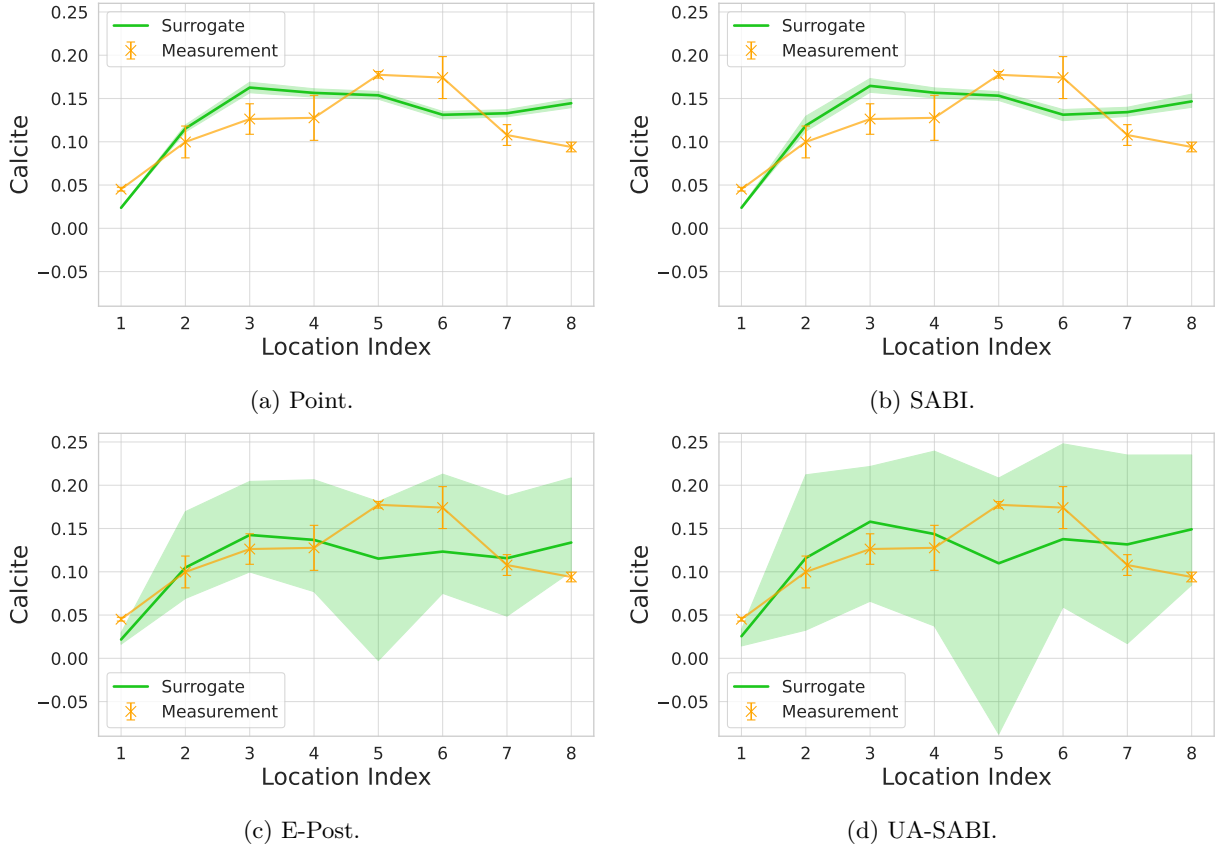 0.25
0.20
0.15
0.10
0.05
0.00
−0.05
Calcite
Surrogate
Measurement
1 2 3 4 5 6 7 8
Location Index
(a) Point.
0.25
0.20
0.15
0.10
0.05
0.00
−0.05
Calcite
Surrogate
Measurement
1 2 3 4 5 6 7 8
Location Index
(b) SABI.
0.25
0.20
0.15
0.10
0.05
0.00
−0.05
Calcite
Surrogate
Measurement
1 2 3 4 5 6 7 8
Location Index
(c) E-Post.
0.25
0.20
0.15
0.10
0.05
0.00
−0.05
Calcite
Surrogate
Measurement
1 2 3 4 5 6 7 8
Location Index
(d) UA-SABI.